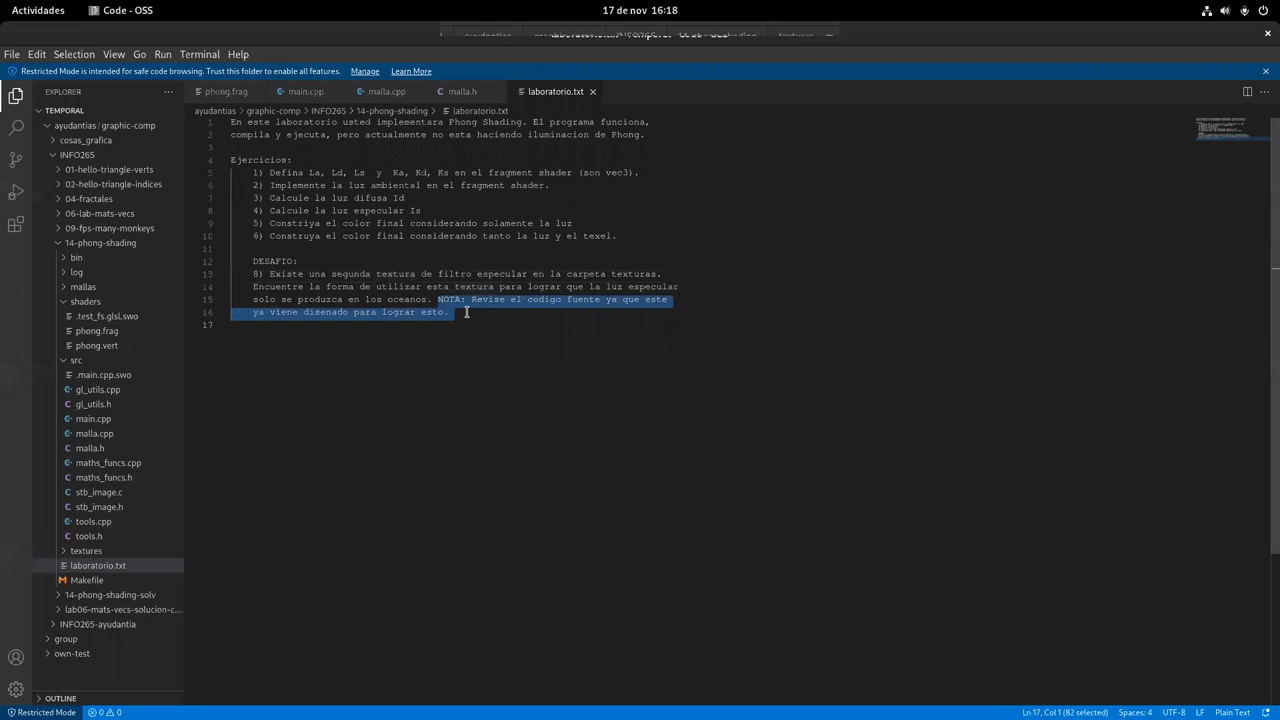 Actividades
Code - OSS
17 de nov 16:18
File Edit Selection View Go Run Terminal Help
Restricted Mode is intended for safe code browsing. Trust this folder to enable all features. Manage Learn More
EXPLORER
phong.frag
main.cpp
malla.cpp
malla.h
laboratorio.txt
ayudantias > graphic-comp > INFO265 > 14-phong-shading > laboratorio.txt
TEMPORAL
ayudantias / graphic-comp
cosas_grafica
INFO265
01-hello-triangle-verts
02-hello-triangle-indices
04-fractales
06-lab-mats-vecs
09-fps-many-monkeys
14-phong-shading
bin
log
mallas
shaders
.test_fs.glsl.swo
phong.frag
phong.vert
src
.main.cpp.swo
gl_utils.cpp
gl_utils.h
main.cpp
malla.cpp
malla.h
maths_funcs.cpp
maths_funcs.h
stb_image.c
stb_image.h
tools.cpp
tools.h
textures
laboratorio.txt
Makefile
14-phong-shading-solv
lab06-mats-vecs-solucion-c...
INFO265-ayudantia
group
own-test
OUTLINE
1 En este laboratorio usted implementara Phong Shading. El programa funciona,
2 compila y ejecuta, pero actualmente no esta haciendo iluminacion de Phong.
3
4 Ejercicios:
5 1) Defina La, Ld, Ls y Ka, Kd, Ks en el fragment shader (son vec3).
6 2) Implemente la luz ambiental en el fragment shader.
7 3) Calcule la luz difusa Id
8 4) Calcule la luz especular Is
9 5) Constriya el color final considerando solamente la luz
10 6) Construya el color final considerando tanto la luz y el texel.
11
12 DESAFIO:
13 8) Existe una segunda textura de filtro especular en la carpeta texturas.
14 Encuentre la forma de utilizar esta textura para lograr que la luz especular
15 solo se produzca en los oceanos. NOTA: Revise el codigo fuente ya que este
16 ya viene disenado para lograr esto.
17
Restricted Mode
0 0
Ln 17, Col 1 (82 selected)
Spaces: 4
UTF-8
LF
Plain Text